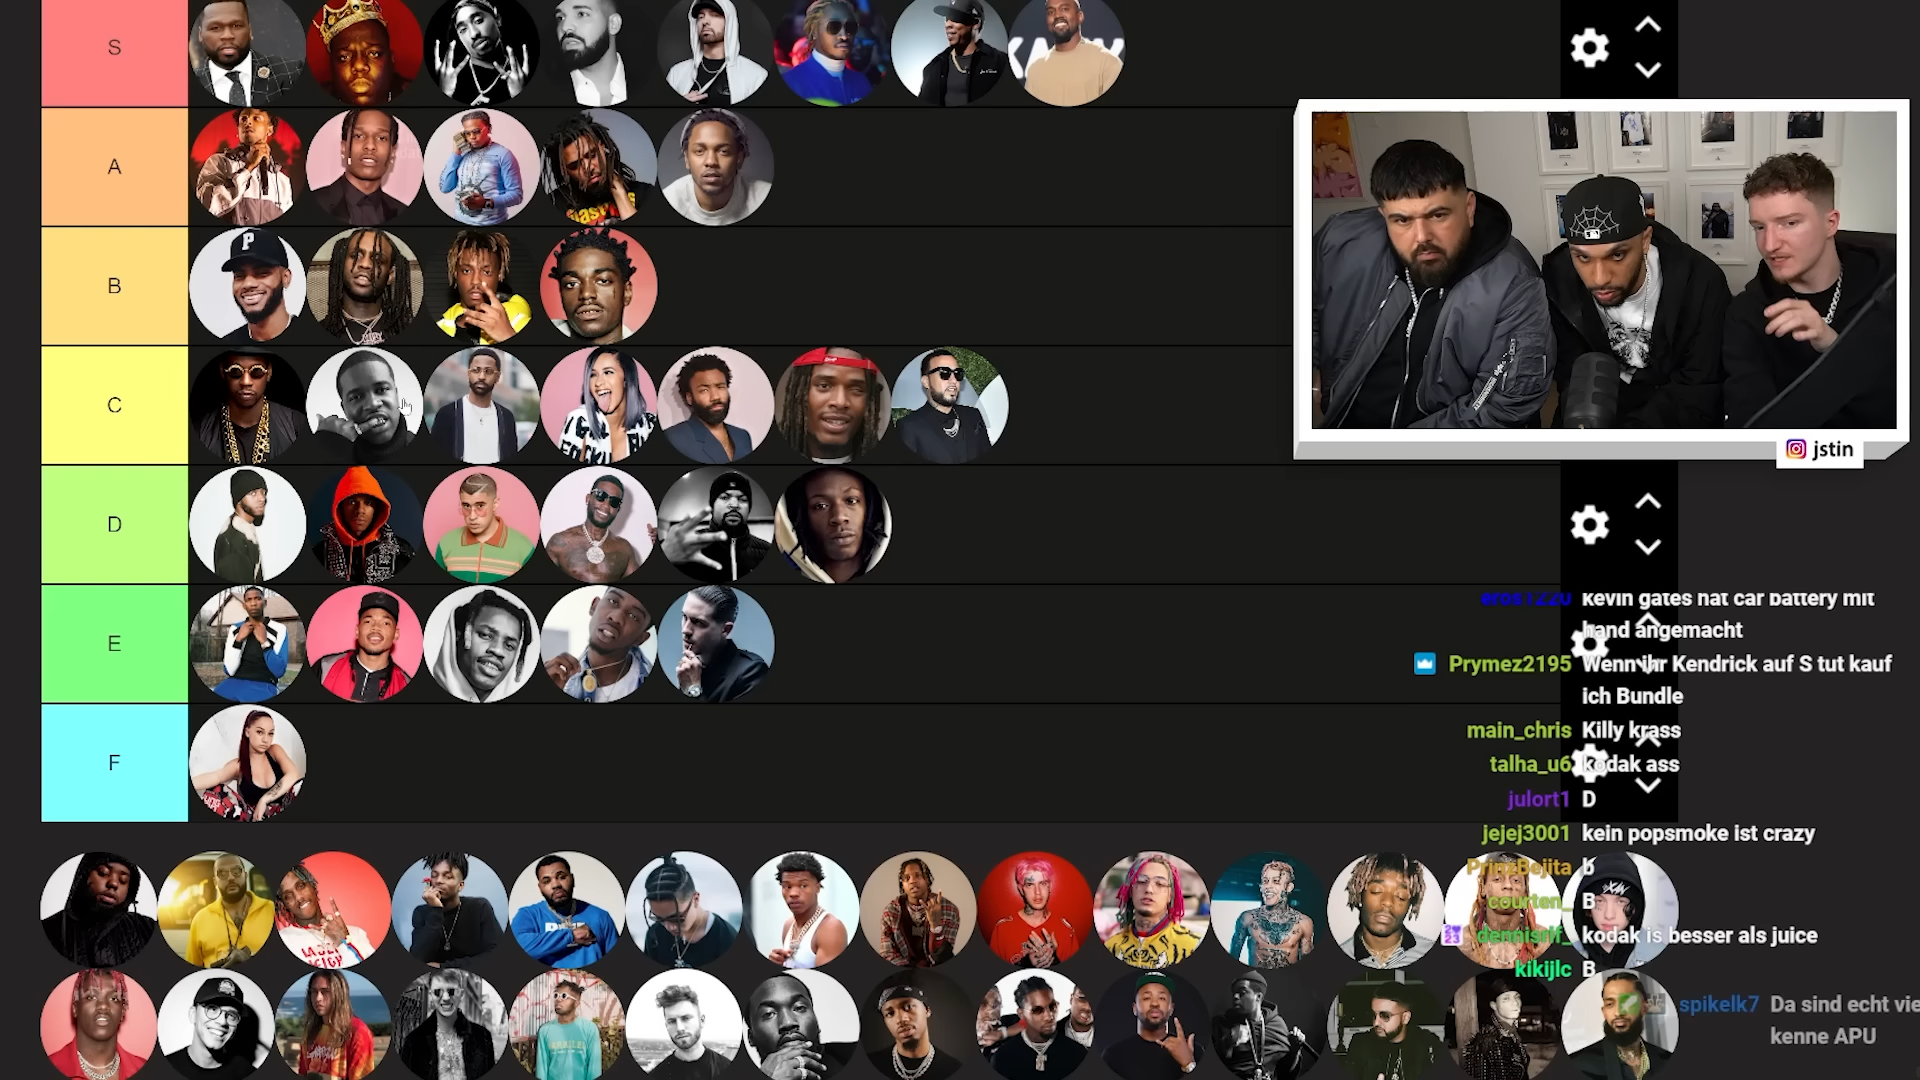 S
A
B
C
D
E
F
jstin
kevin gates hat car battery mit
hand angemacht
Prymez2195 Wenn ihr Kendrick auf S tut kauf
ich Bundle
main_chris Killy krass
talha_u6 kodak ass
julort1 D
jejej3001 kein popsmoke ist crazy
PrinzBejita b
courten_ B
kodak is besser als juice
kikijlc B
spikelk7 Da sind echt vie
kenne APU